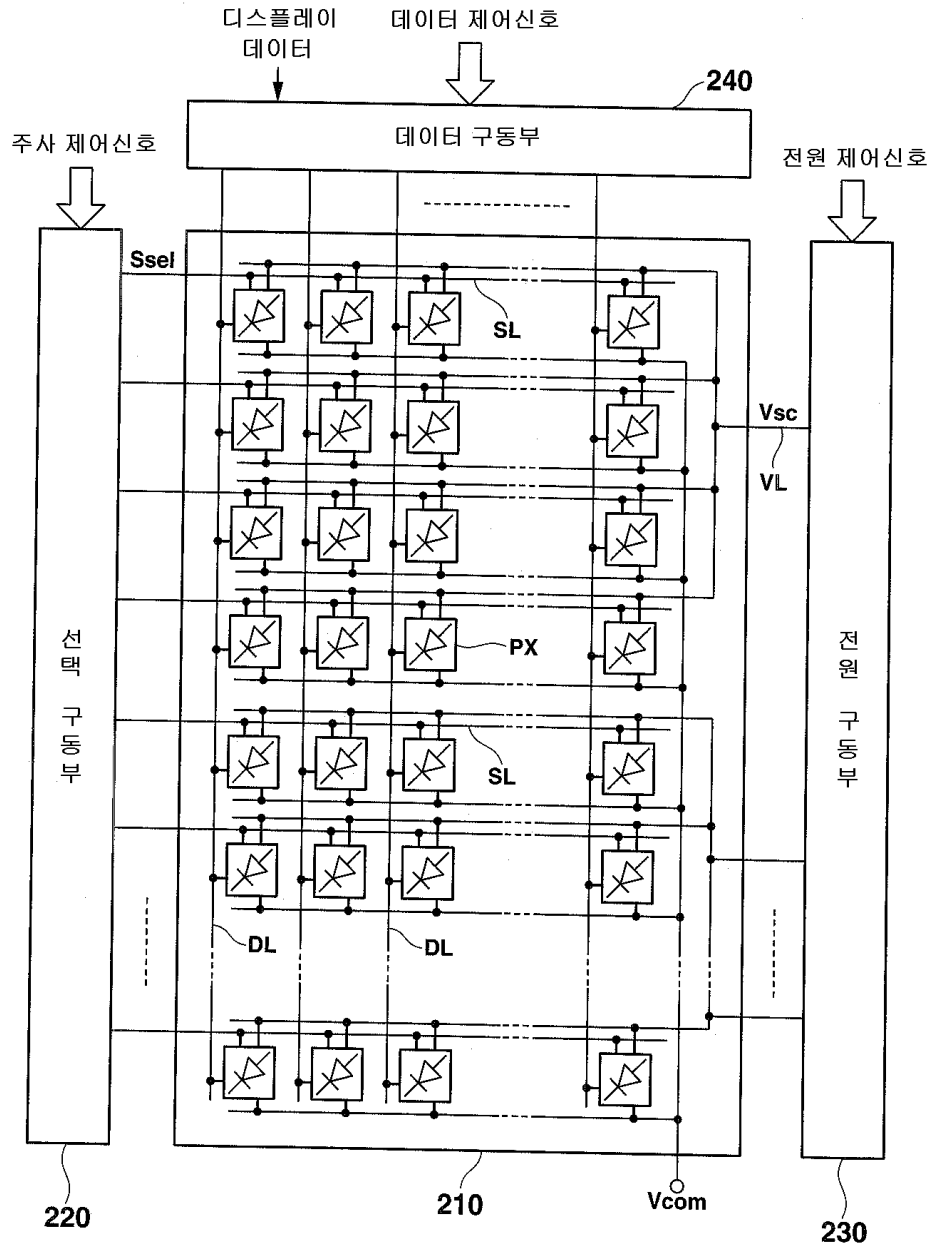 디스플레이
데이터
데이터 제어신호
240
데이터 구동부
주사 제어신호
전원 제어신호
Ssel
SL
Vsc
VL
PX
선택 구동부
전원 구동부
SL
DL
DL
220
210
Vcom
230